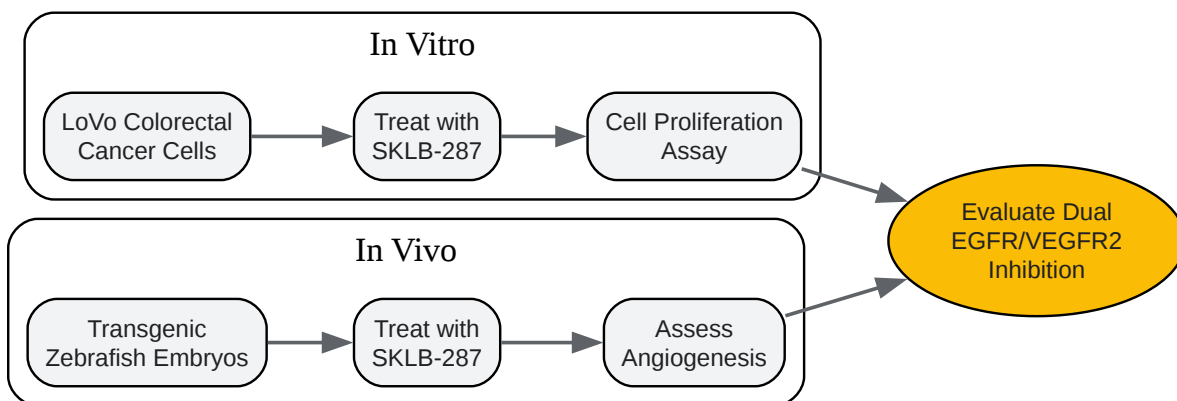 In Vitro
LoVo Colorectal
Cancer Cells
Treat with
SKLB-287
Cell Proliferation
Assay
In Vivo
Transgenic
Zebrafish Embryos
Treat with
SKLB-287
Assess
Angiogenesis
Evaluate Dual
EGFR/VEGFR2
Inhibition